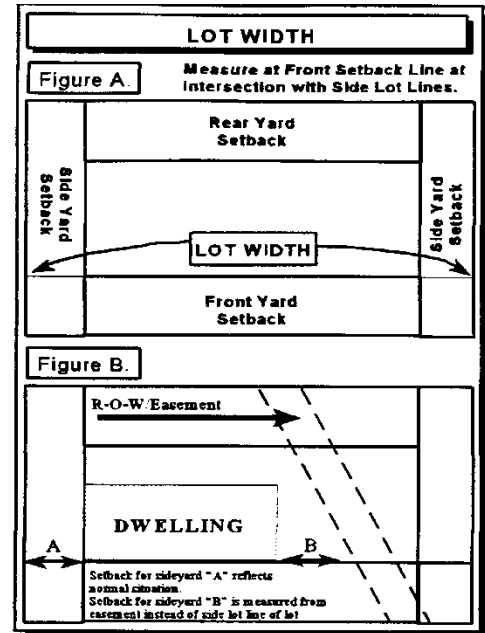 LOT WIDTH
Figure A.
Measure at Front Setback Line at
Intersection with Side Lot Lines.
Rear Yard
Setback
Side Yard
Setback
Side Yard
Setback
LOT WIDTH
Front Yard
Setback
Figure B.
R-O-W/Easement
DWELLING
A
B
Setback for sideyard "A" reflects
normal situation.
Setback for sideyard "B" is measured from
easement instead of side lot line of lot